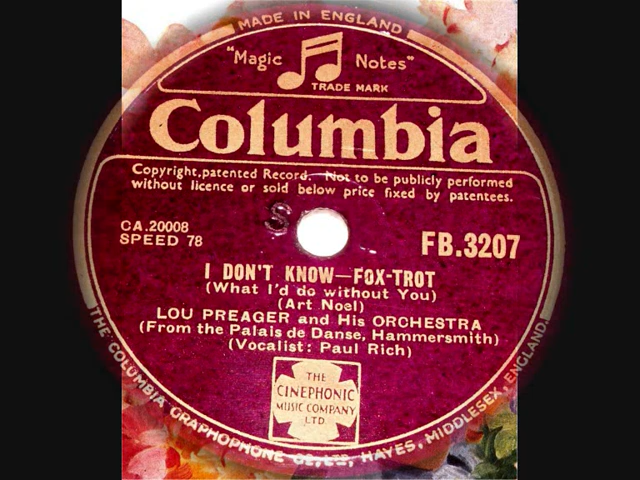 MADE IN ENGLAND
"Magic Notes"
TRADE MARK
Columbia
Copyright, patented Record. Not to be publicly performed
without licence or sold below price fixed by patentees.
S
CA.20008
SPEED 78
FB.3207
I DON'T KNOW—FOX-TROT
(What I'd do without You)
(Art Noel)
LOU PREAGER and His ORCHESTRA
(From the Palais de Danse, Hammersmith)
(Vocalist: Paul Rich)
THE
CINEPHONIC
MUSIC COMPANY
LTD
THE COLUMBIA GRAPHOPHONE CO., LTD., HAYES, MIDDLESEX, ENGLAND.